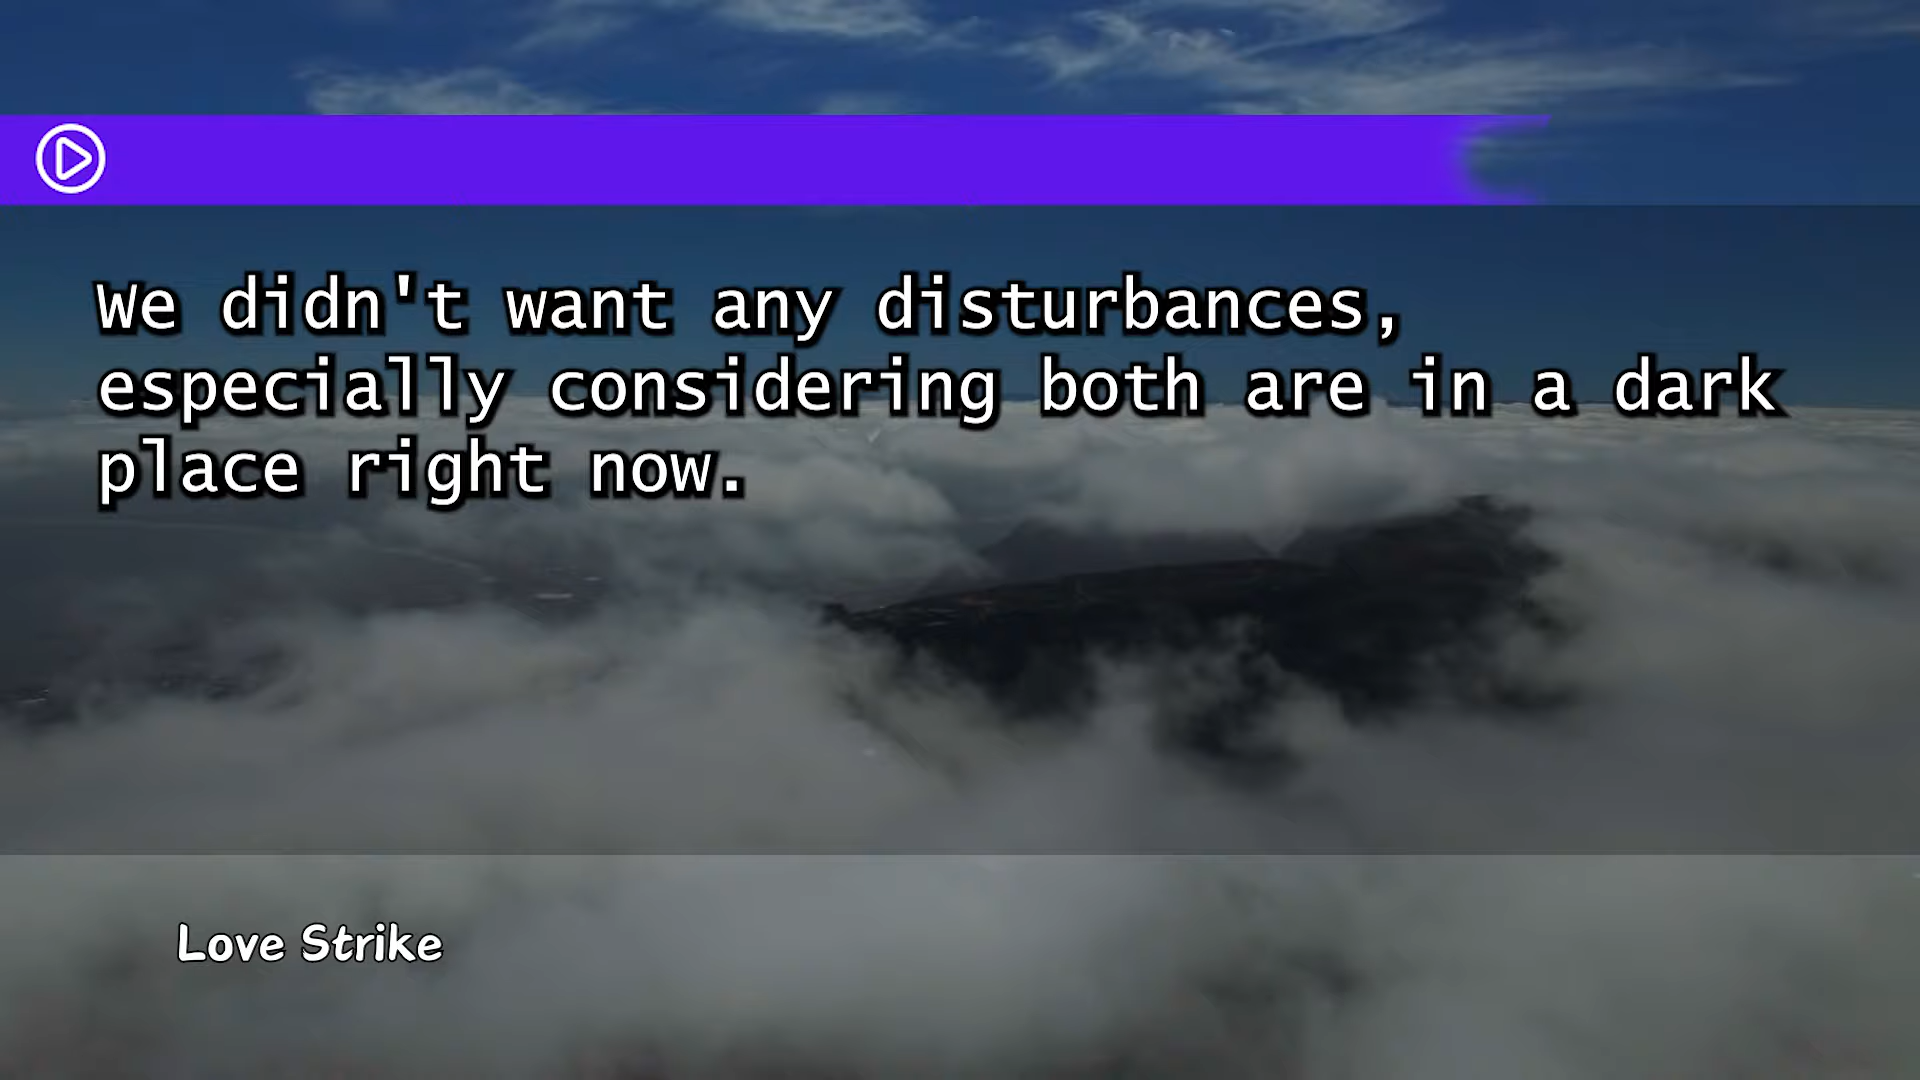 We didn't want any disturbances,
especially considering both are in a dark
place right now.
Love Strike